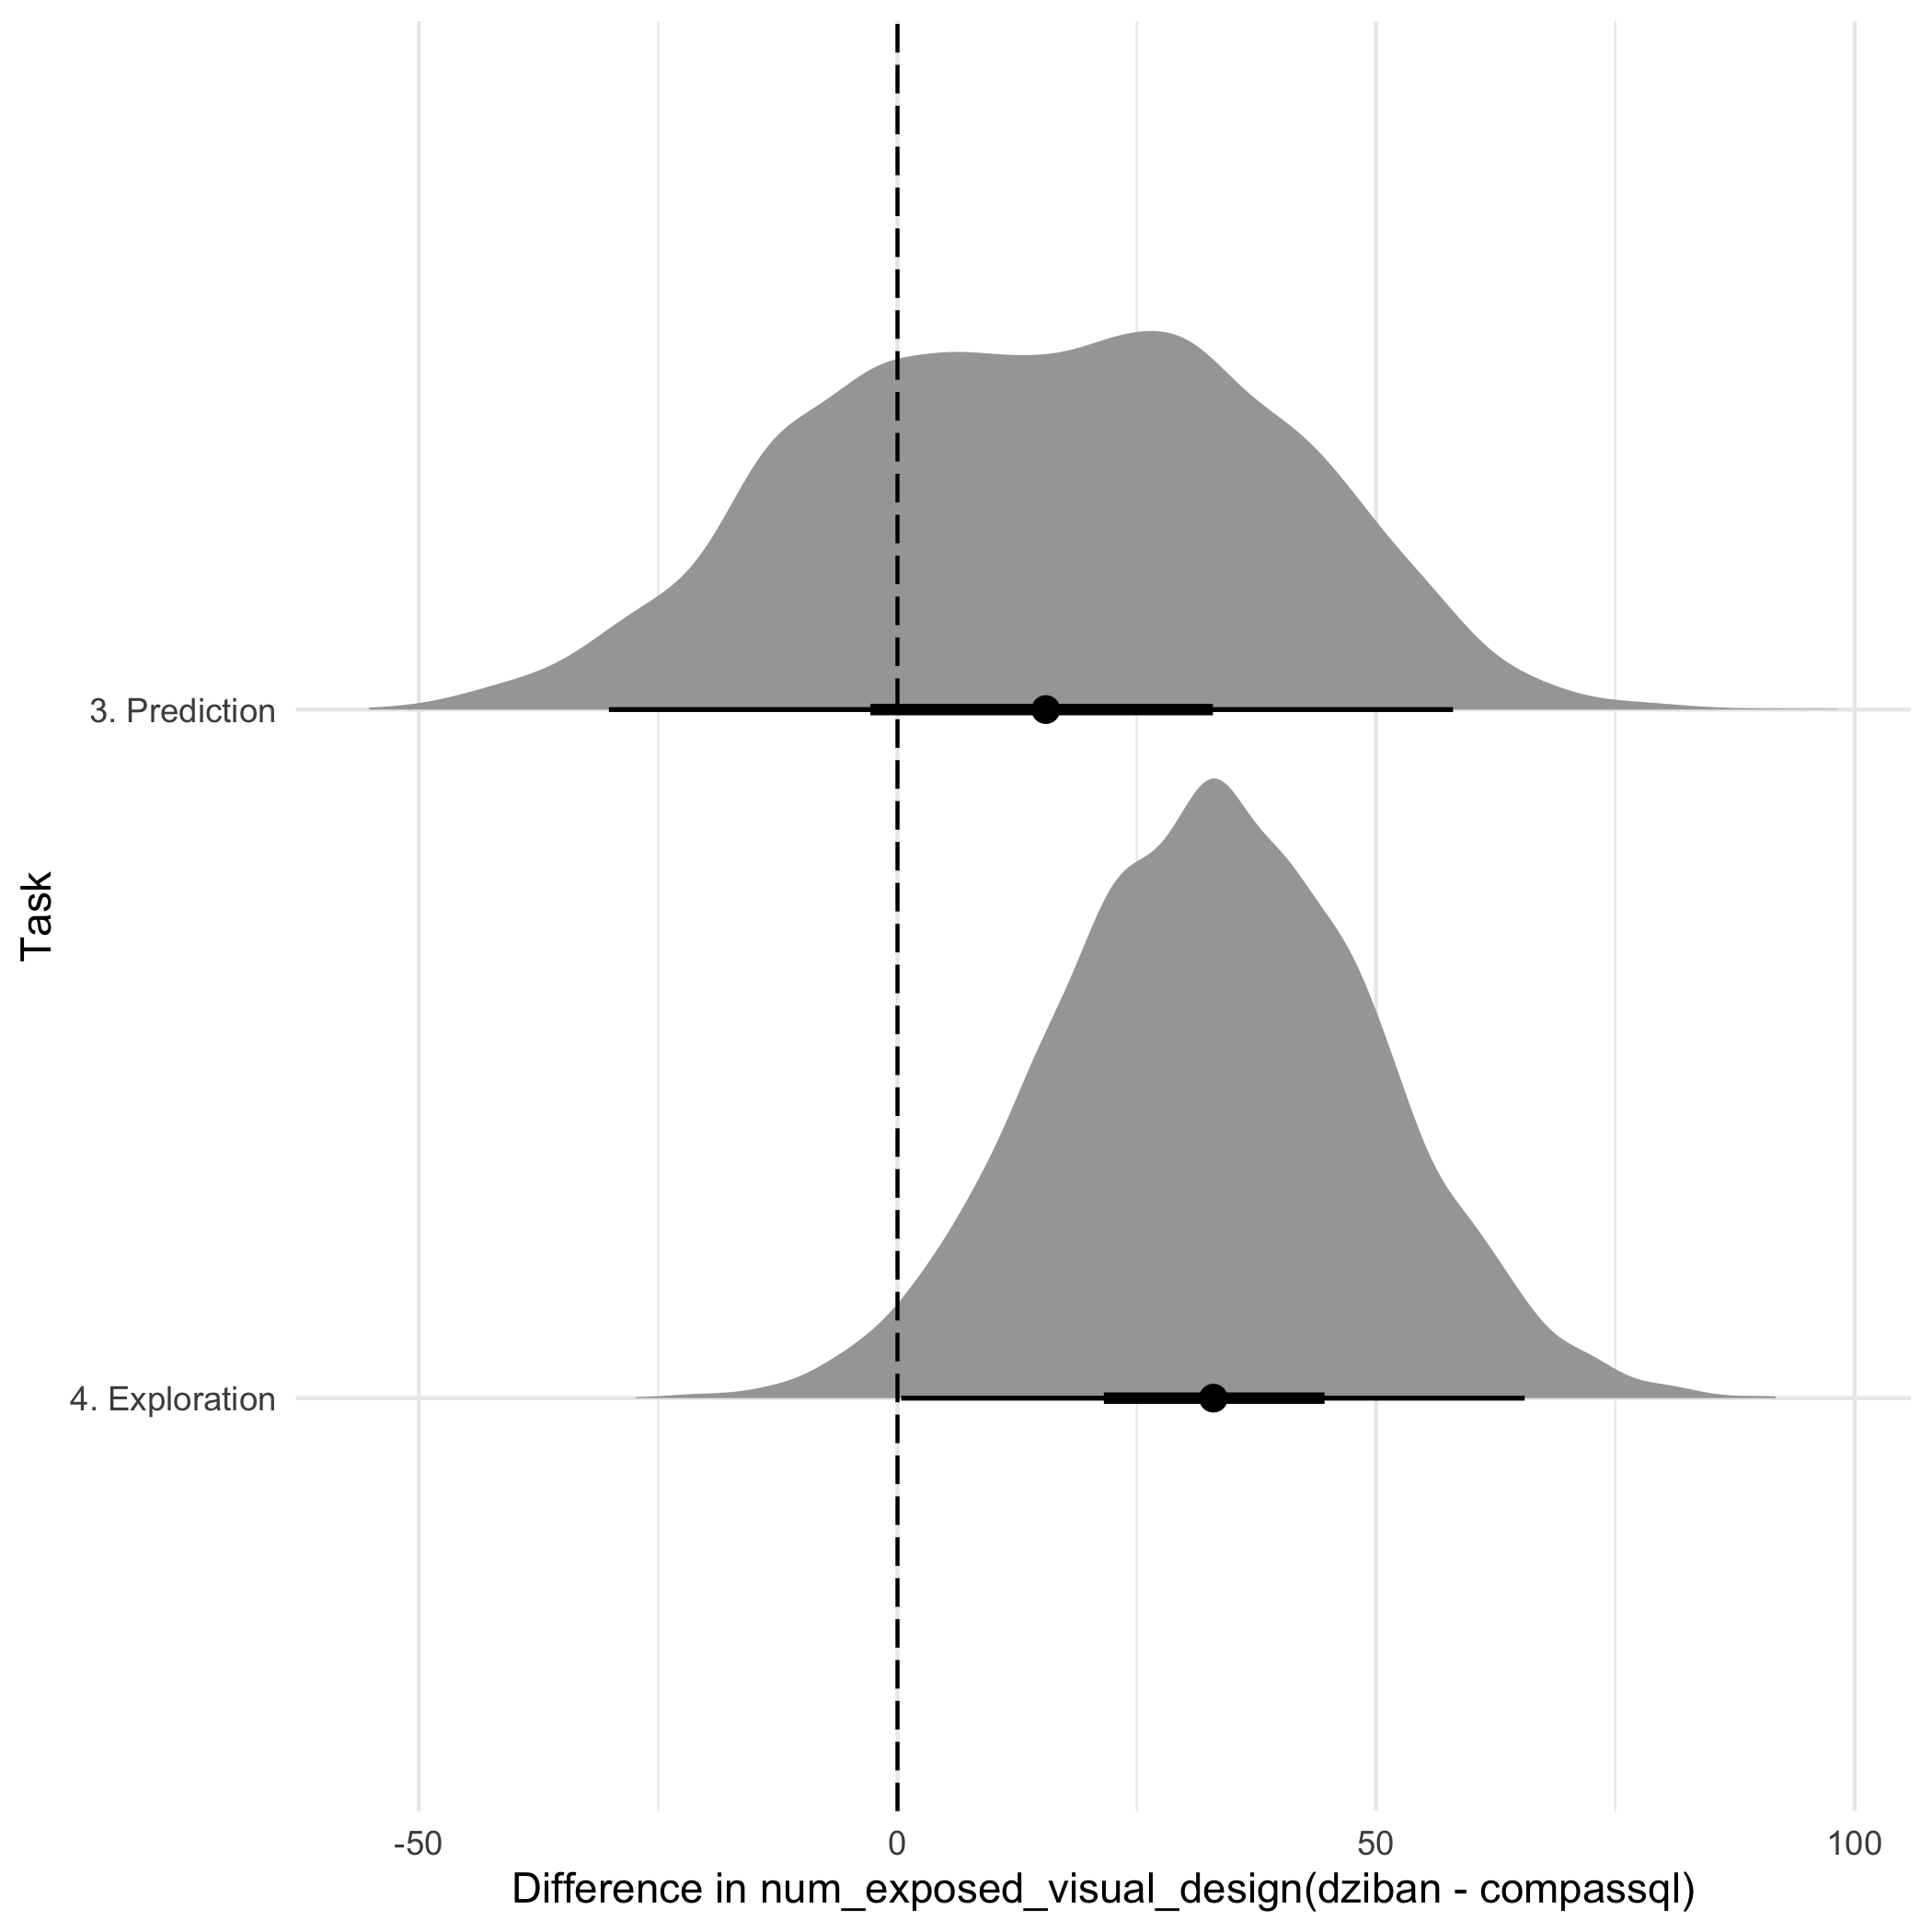 3. Prediction
Task
4. Exploration
-50 0 50 100
Difference in num_exposed_visual_design(dziban - compassql)